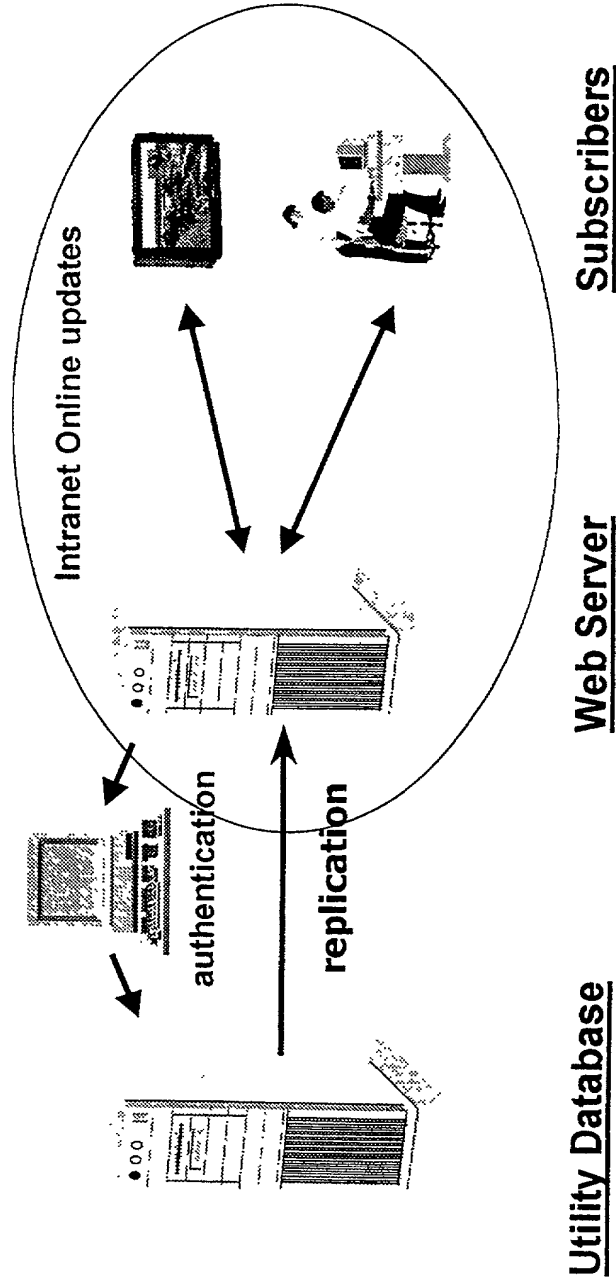 Intranet Online updates
authentication
replication
Utility Database
Web Server
Subscribers